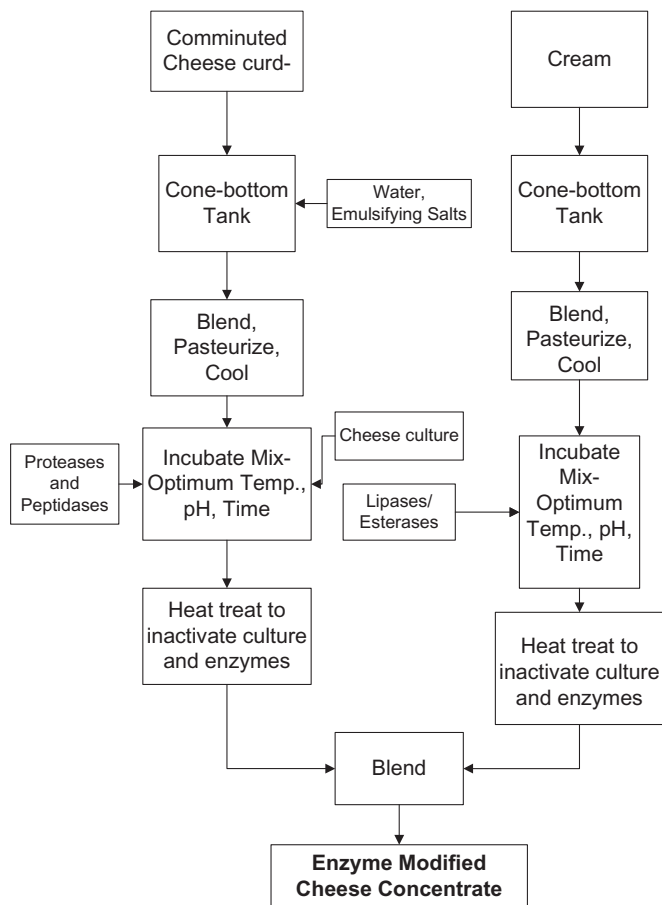 Comminuted
Cheese curd-
Cream
Cone-bottom
Tank
Water,
Emulsifying Salts
Cone-bottom
Tank
Blend,
Pasteurize,
Cool
Blend,
Pasteurize,
Cool
Proteases
and
Peptidases
Incubate Mix-
Optimum Temp.,
pH, Time
Cheese culture
Lipases/
Esterases
Incubate
Mix-
Optimum
Temp., pH,
Time
Heat treat to
inactivate culture
and enzymes
Heat treat to
inactivate culture
and enzymes
Blend
Enzyme Modified
Cheese Concentrate